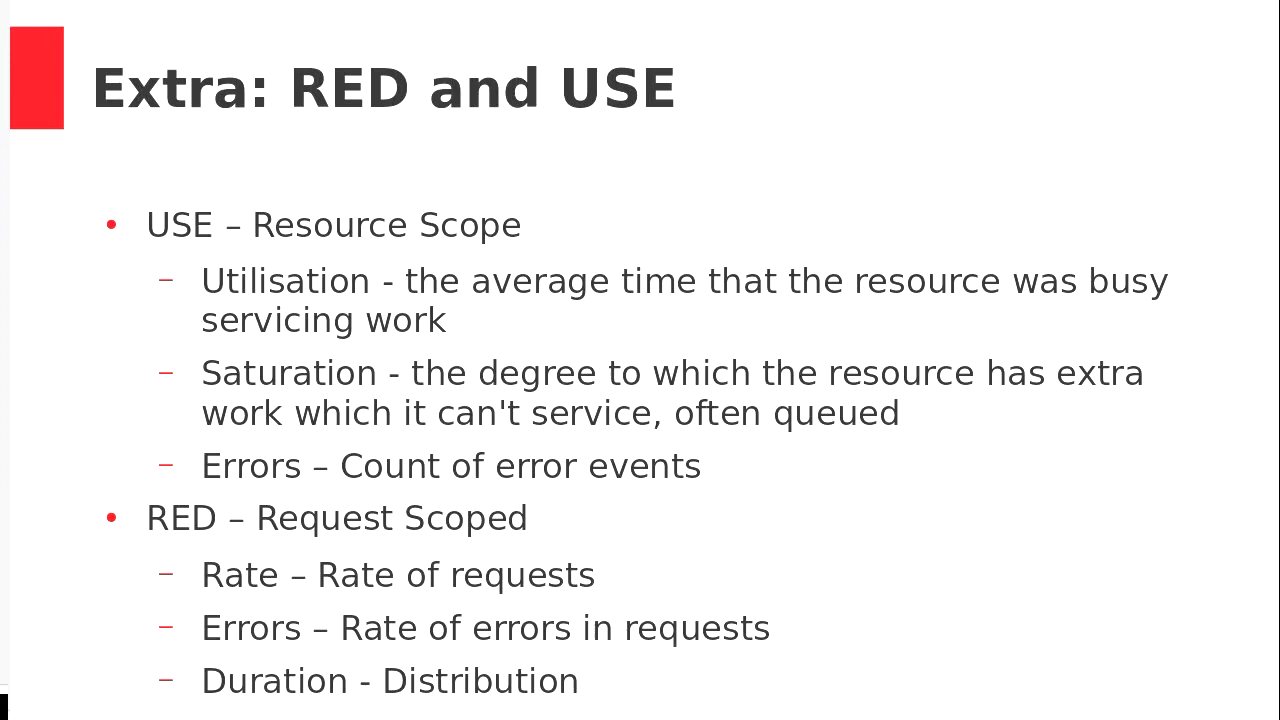 Extra: RED and USE
• USE – Resource Scope
– Utilisation - the average time that the resource was busy
servicing work
– Saturation - the degree to which the resource has extra
work which it can't service, often queued
– Errors – Count of error events
• RED – Request Scoped
– Rate – Rate of requests
– Errors – Rate of errors in requests
– Duration - Distribution